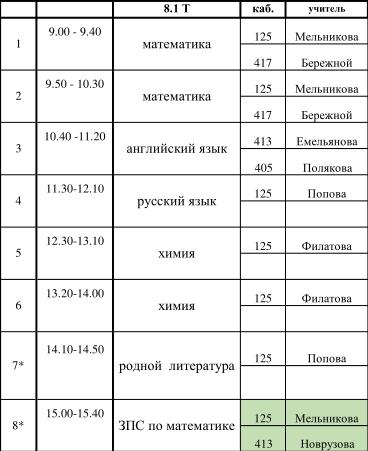 8.1 Т каб. учитель
1 9.00 - 9.40 математика 125 Мельникова
417 Бережной
2 9.50 - 10.30 математика 125 Мельникова
417 Бережной
3 10.40 -11.20 английский язык 413 Емельянова
405 Полякова
4 11.30-12.10 русский язык 125 Попова
5 12.30-13.10 химия 125 Филатова
6 13.20-14.00 химия 125 Филатова
7* 14.10-14.50 родной литература 125 Попова
8* 15.00-15.40 ЗПС по математике 125 Мельникова
413 Новрузова